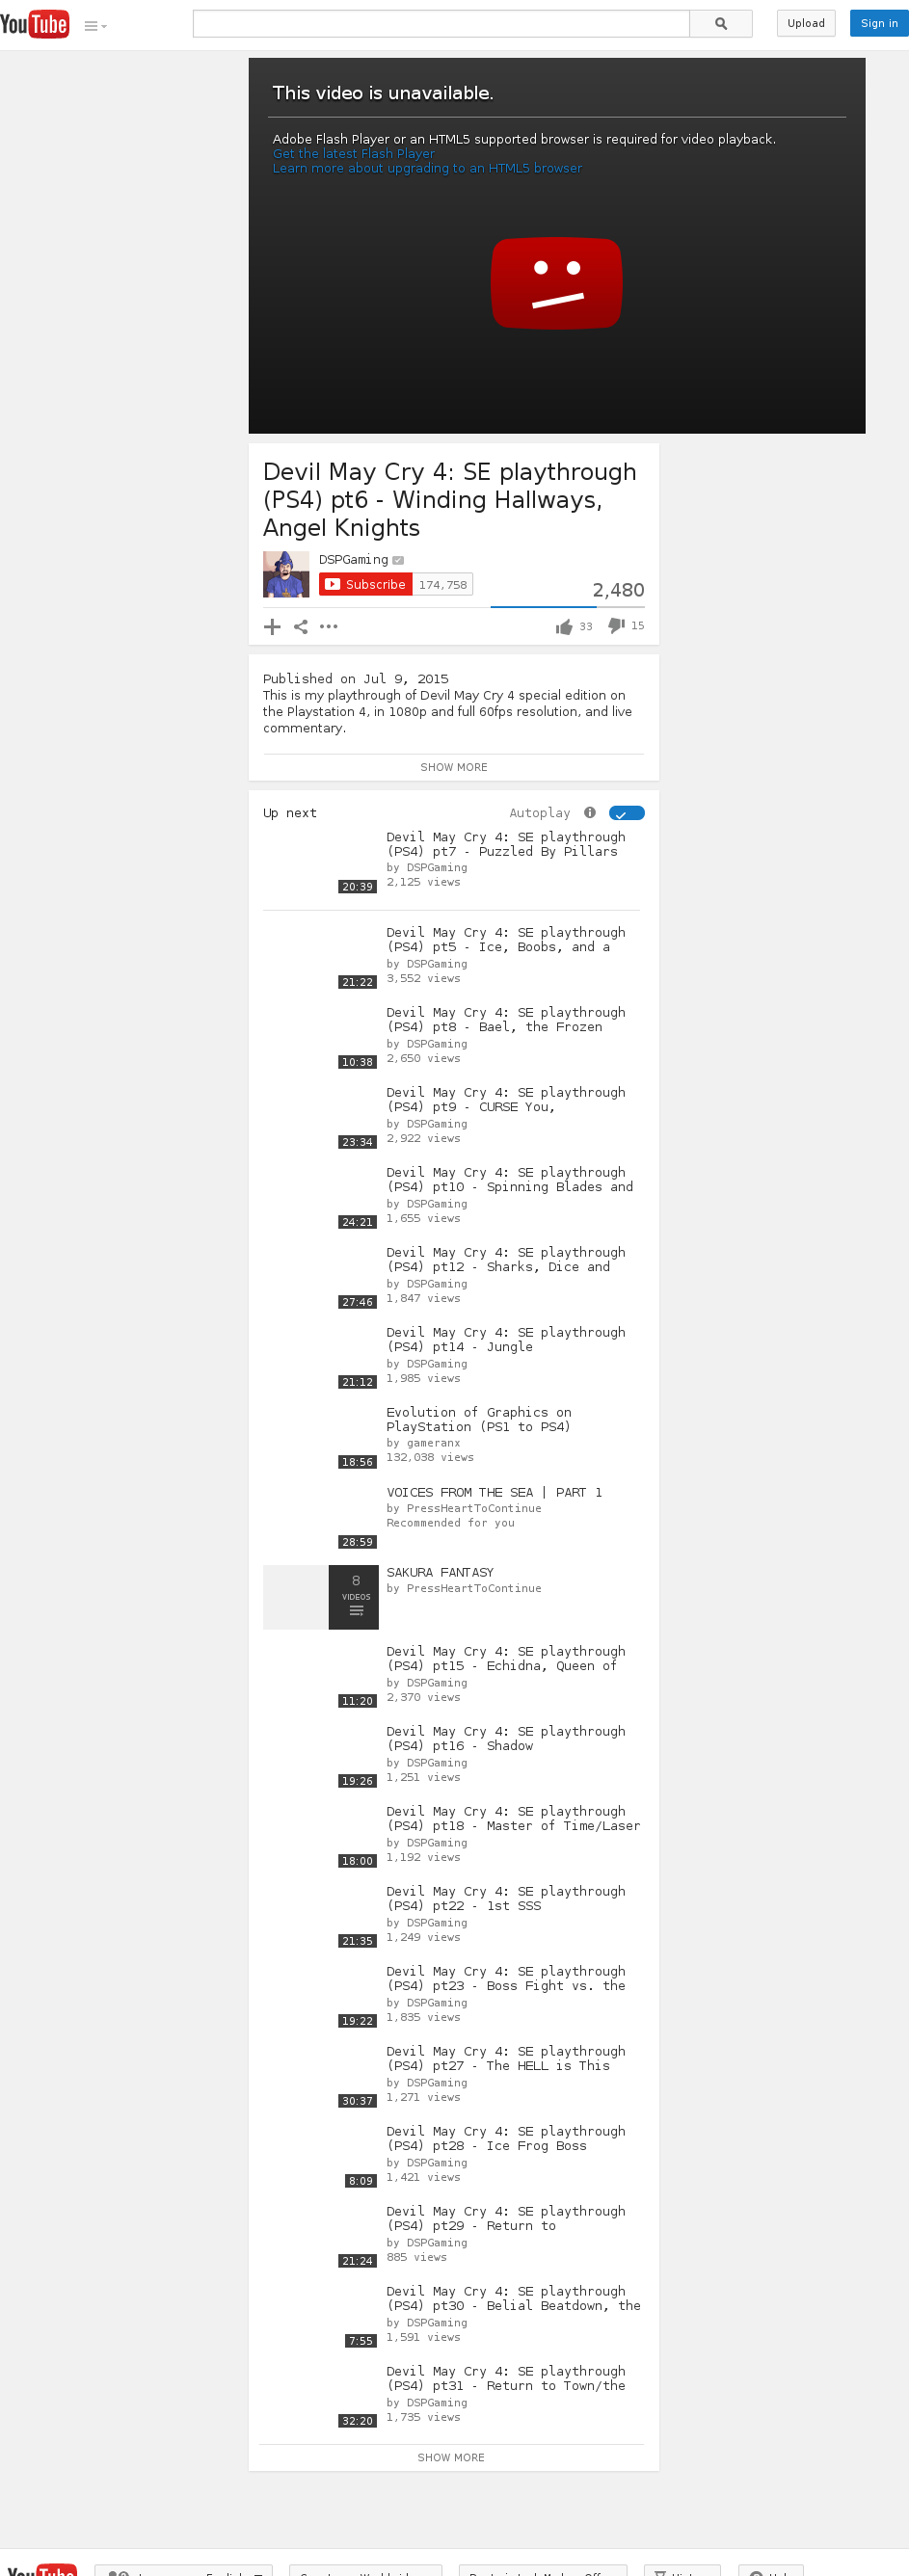 YouTube
Upload
Sign in
This video is unavailable.
Adobe Flash Player or an HTML5 supported browser is required for video playback.
Get the latest Flash Player
Learn more about upgrading to an HTML5 browser
Devil May Cry 4: SE playthrough
(PS4) pt6 - Winding Hallways,
Angel Knights
DSPGaming
Subscribe 174,758
2,480
33 15
Published on Jul 9, 2015
This is my playthrough of Devil May Cry 4 special edition on
the Playstation 4, in 1080p and full 60fps resolution, and live
commentary.
SHOW MORE
Up next Autoplay
Devil May Cry 4: SE playthrough
(PS4) pt7 - Puzzled By Pillars
by DSPGaming
2,125 views
20:39
Devil May Cry 4: SE playthrough
(PS4) pt5 - Ice, Boobs, and a
by DSPGaming
3,552 views
21:22
Devil May Cry 4: SE playthrough
(PS4) pt8 - Bael, the Frozen
by DSPGaming
2,650 views
10:38
Devil May Cry 4: SE playthrough
(PS4) pt9 - CURSE You,
by DSPGaming
2,922 views
23:34
Devil May Cry 4: SE playthrough
(PS4) pt10 - Spinning Blades and
by DSPGaming
1,655 views
24:21
Devil May Cry 4: SE playthrough
(PS4) pt12 - Sharks, Dice and
by DSPGaming
1,847 views
27:46
Devil May Cry 4: SE playthrough
(PS4) pt14 - Jungle
by DSPGaming
1,985 views
21:12
Evolution of Graphics on
PlayStation (PS1 to PS4)
by gameranx
132,038 views
18:56
VOICES FROM THE SEA | PART 1
by PressHeartToContinue
Recommended for you
28:59
8
VIDEOS
SAKURA FANTASY
by PressHeartToContinue
Devil May Cry 4: SE playthrough
(PS4) pt15 - Echidna, Queen of
by DSPGaming
2,370 views
11:20
Devil May Cry 4: SE playthrough
(PS4) pt16 - Shadow
by DSPGaming
1,251 views
19:26
Devil May Cry 4: SE playthrough
(PS4) pt18 - Master of Time/Laser
by DSPGaming
1,192 views
18:00
Devil May Cry 4: SE playthrough
(PS4) pt22 - 1st SSS
by DSPGaming
1,249 views
21:35
Devil May Cry 4: SE playthrough
(PS4) pt23 - Boss Fight vs. the
by DSPGaming
1,835 views
19:22
Devil May Cry 4: SE playthrough
(PS4) pt27 - The HELL is This
by DSPGaming
1,271 views
30:37
Devil May Cry 4: SE playthrough
(PS4) pt28 - Ice Frog Boss
by DSPGaming
1,421 views
8:09
Devil May Cry 4: SE playthrough
(PS4) pt29 - Return to
by DSPGaming
885 views
21:24
Devil May Cry 4: SE playthrough
(PS4) pt30 - Belial Beatdown, the
by DSPGaming
1,591 views
7:55
Devil May Cry 4: SE playthrough
(PS4) pt31 - Return to Town/the
by DSPGaming
1,735 views
32:20
SHOW MORE
YouTube